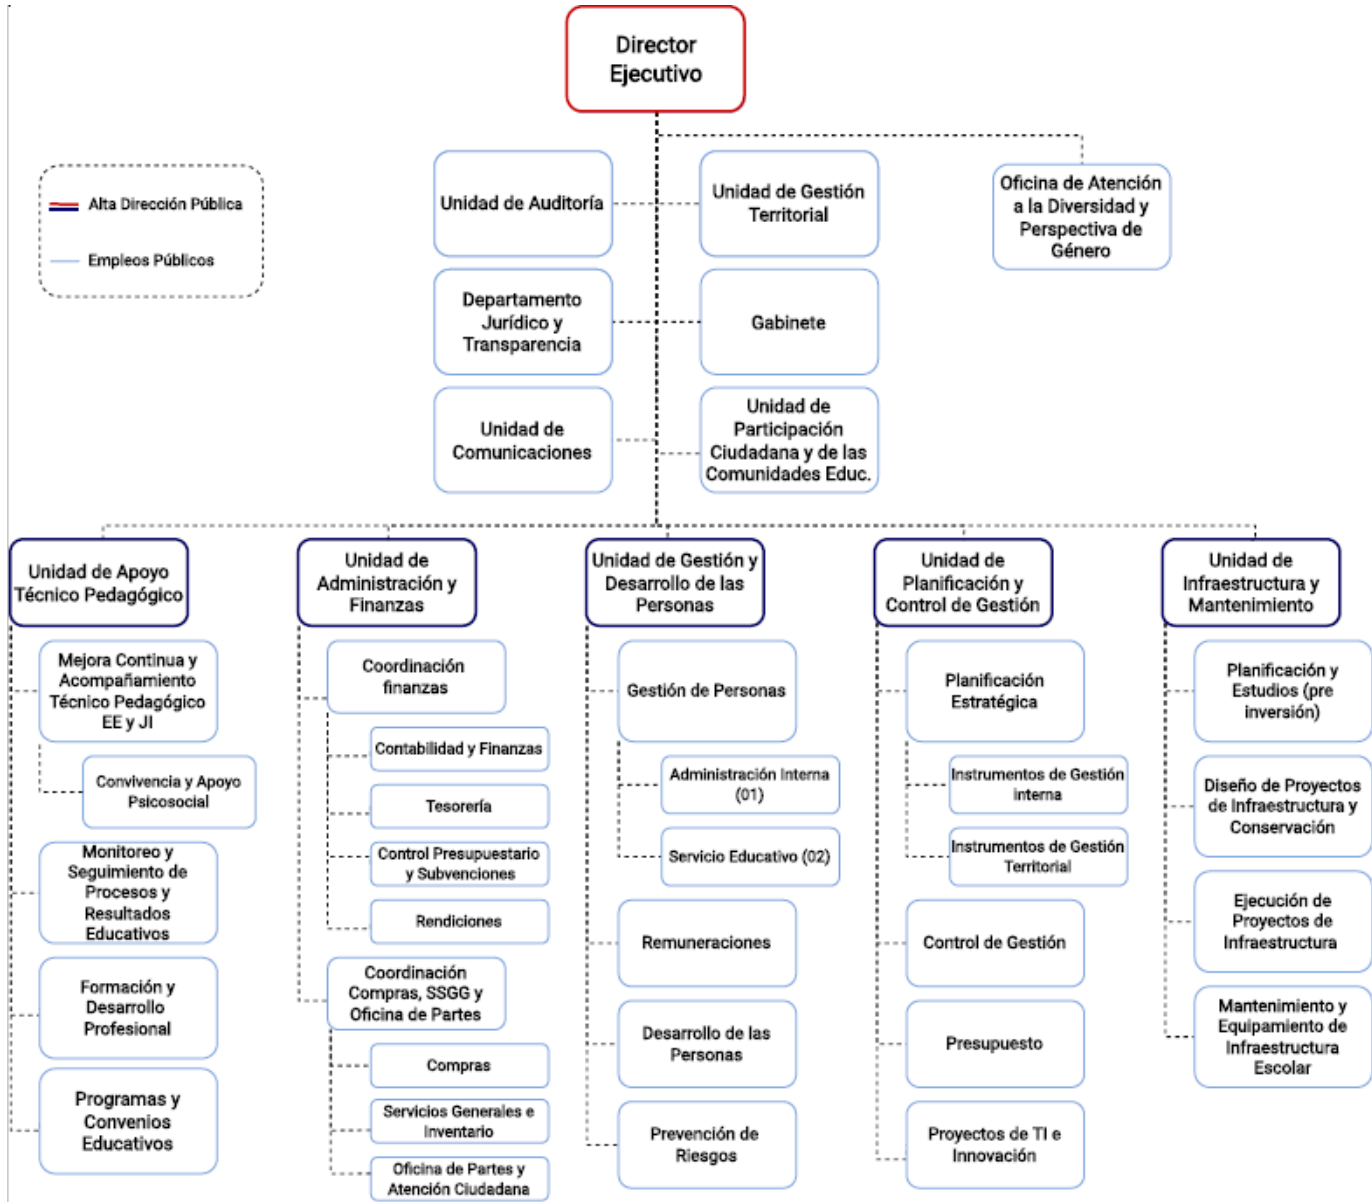 Director
Ejecutivo
Alta Dirección Pública
Empleos Públicos
Unidad de Auditoría
Unidad de Gestión
Territorial
Oficina de Atención
a la Diversidad y
Perspectiva de
Género
Departamento
Jurídico y
Transparencia
Gabinete
Unidad de
Comunicaciones
Unidad de
Participación
Ciudadana y de las
Comunidades Educ.
Unidad de Apoyo
Técnico Pedagógico
Mejora Continua y
Acompañamiento
Técnico Pedagógico
EE y JI
Convivencia y Apoyo
Psicosocial
Monitoreo y
Seguimiento de
Procesos y
Resultados
Educativos
Formación y
Desarrollo
Profesional
Programas y
Convenios
Educativos
Unidad de
Administración y
Finanzas
Coordinación
finanzas
Contabilidad y Finanzas
Tesorería
Control Presupuestario
y Subvenciones
Rendiciones
Coordinación
Compras, SSGG y
Oficina de Partes
Compras
Servicios Generales e
Inventario
Oficina de Partes y
Atención Ciudadana
Unidad de Gestión y
Desarrollo de las
Personas
Gestión de Personas
Administración Interna
(01)
Servicio Educativo (02)
Remuneraciones
Desarrollo de las
Personas
Prevención de
Riesgos
Unidad de
Planificación y
Control de Gestión
Planificación
Estratégica
Instrumentos de Gestión
interna
Instrumentos de Gestión
Territorial
Control de Gestión
Presupuesto
Proyectos de TI e
Innovación
Unidad de
Infraestructura y
Mantenimiento
Planificación y
Estudios (pre
inversión)
Diseño de Proyectos
de Infraestructura y
Conservación
Ejecución de
Proyectos de
Infraestructura
Mantenimiento y
Equipamiento de
Infraestructura
Escolar